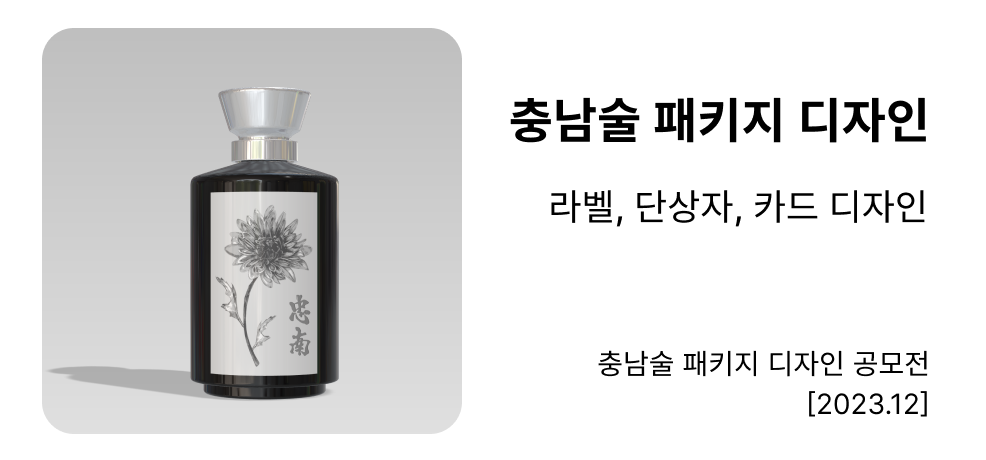 충남술 패키지 디자인
라벨, 단상자, 카드 디자인
忠
南
충남술 패키지 디자인 공모전
[2023.12]